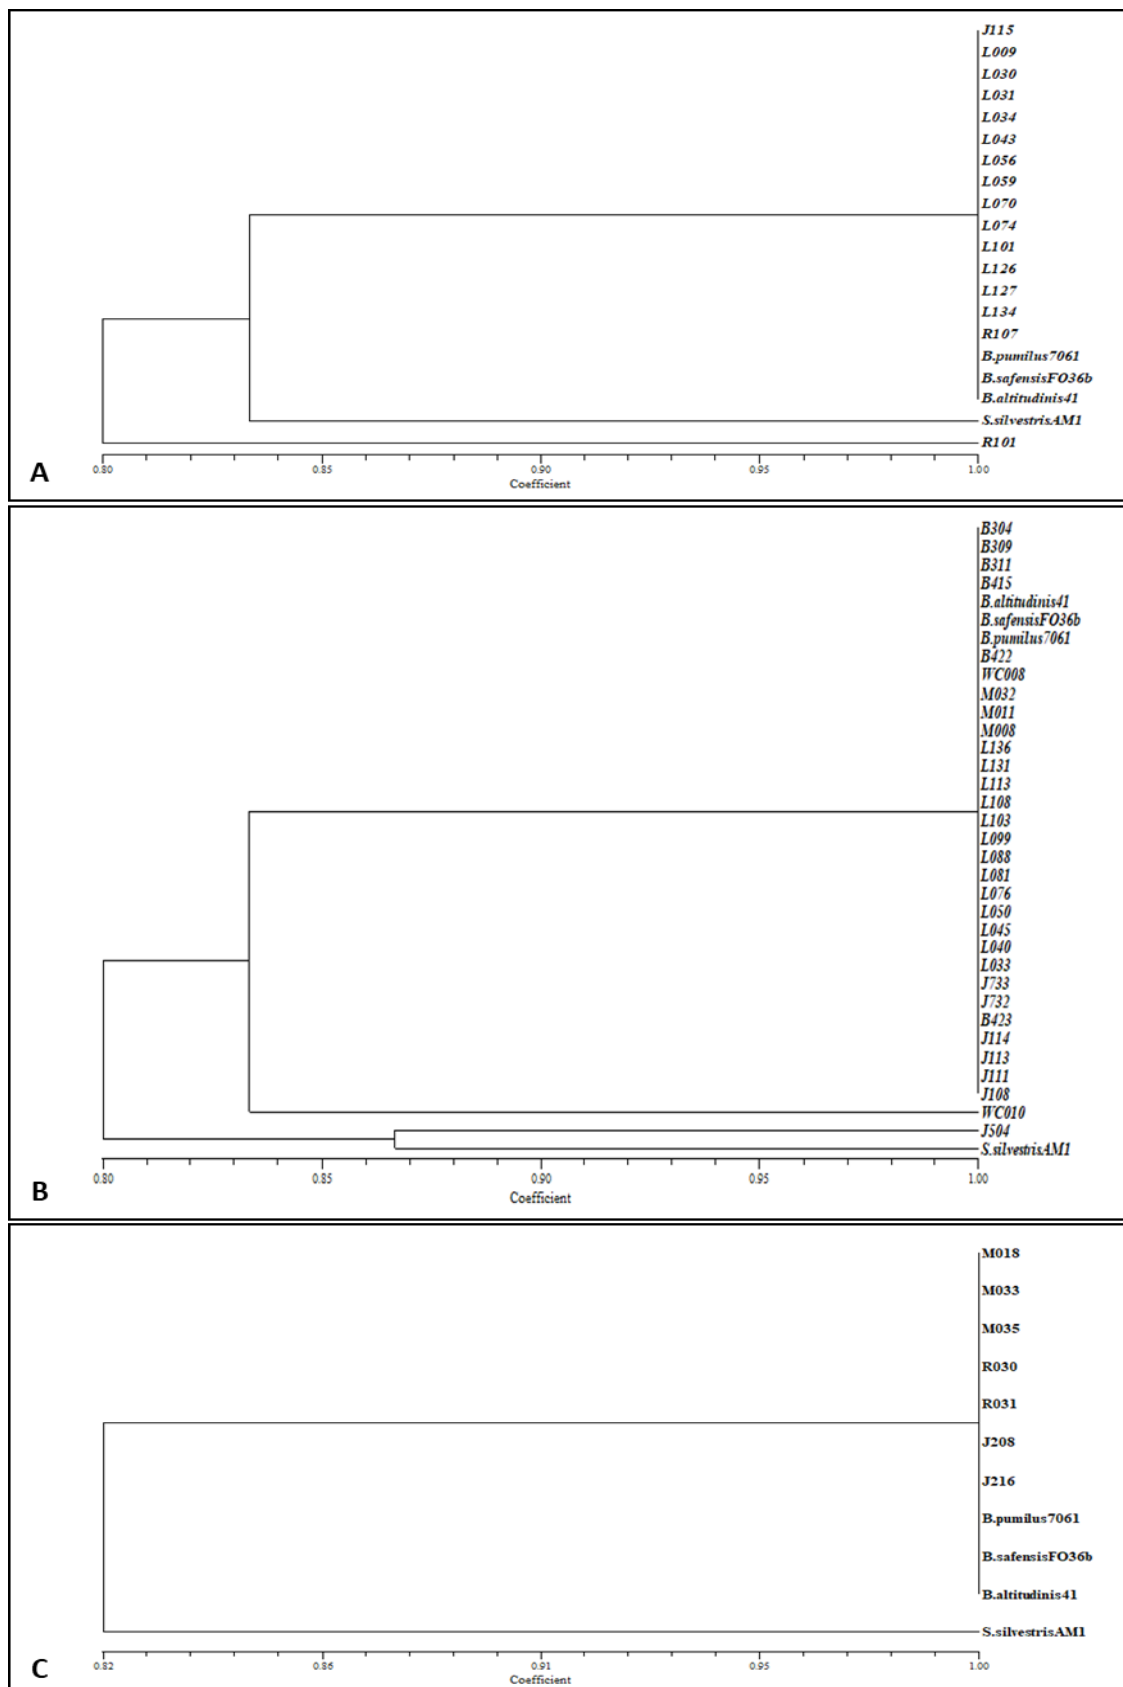 J115
L009
L030
L031
L034
L043
L056
L059
L070
L074
L101
L126
L127
L134
R107
B.pumilus7061
B.safensisFO36b
B.altitudinis41
S.silvestrisAM1
R101
A
0.80 0.85 0.90 0.95 1.00
Coefficient
B304
B309
B311
B415
B.altitudinis41
B.safensisFO36b
B.pumilus7061
B422
WC008
M032
M011
M008
L136
L131
L113
L108
L103
L099
L088
L081
L076
L050
L045
L040
L033
J733
J732
B423
J114
J113
J111
J108
WC010
J504
S.silvestrisAM1
B
0.80 0.85 0.90 0.95 1.00
Coefficient
M018
M033
M035
R030
R031
J208
J216
B.pumilus7061
B.safensisFO36b
B.altitudinis41
S.silvestrisAM1
C
0.82 0.86 0.91 0.95 1.00
Coefficient